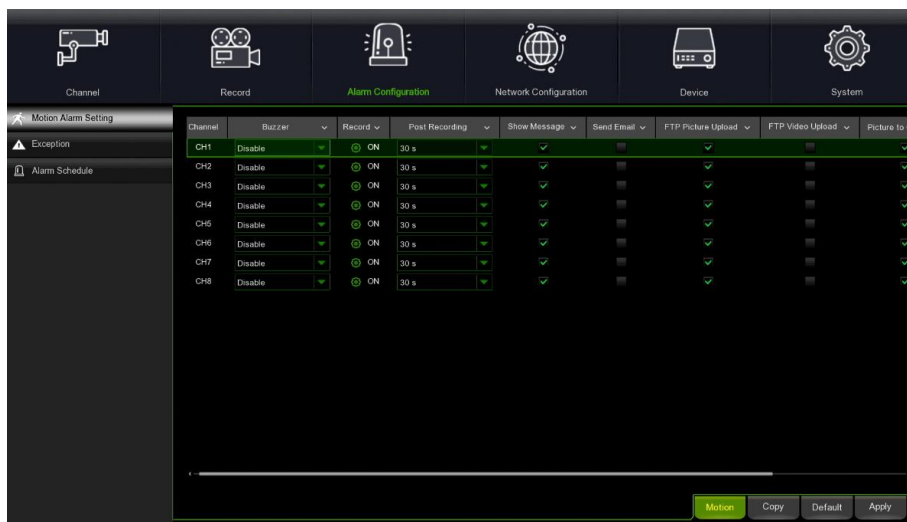 Channel Record Alarm Configuration Network Configuration Device System
Motion Alarm Setting
Exception
Alarm Schedule
Channel Buzzer Record Post Recording Show Message Send Email FTP Picture Upload FTP Video Upload Picture to
CH1 Disable ON 30 s
CH2 Disable ON 30 s
CH3 Disable ON 30 s
CH4 Disable ON 30 s
CH5 Disable ON 30 s
CH6 Disable ON 30 s
CH7 Disable ON 30 s
CH8 Disable ON 30 s
Motion Copy Default Apply